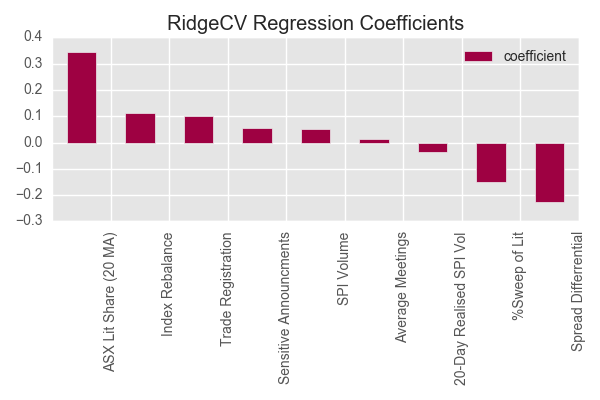 RidgeCV Regression Coefficients
0.4
0.3
0.2
0.1
0.0
−0.1
−0.2
−0.3
coefficient
ASX Lit Share (20 MA)
Index Rebalance
Trade Registration
Sensitive Announcments
SPI Volume
Average Meetings
20-Day Realised SPI Vol
%Sweep of Lit
Spread Differrential